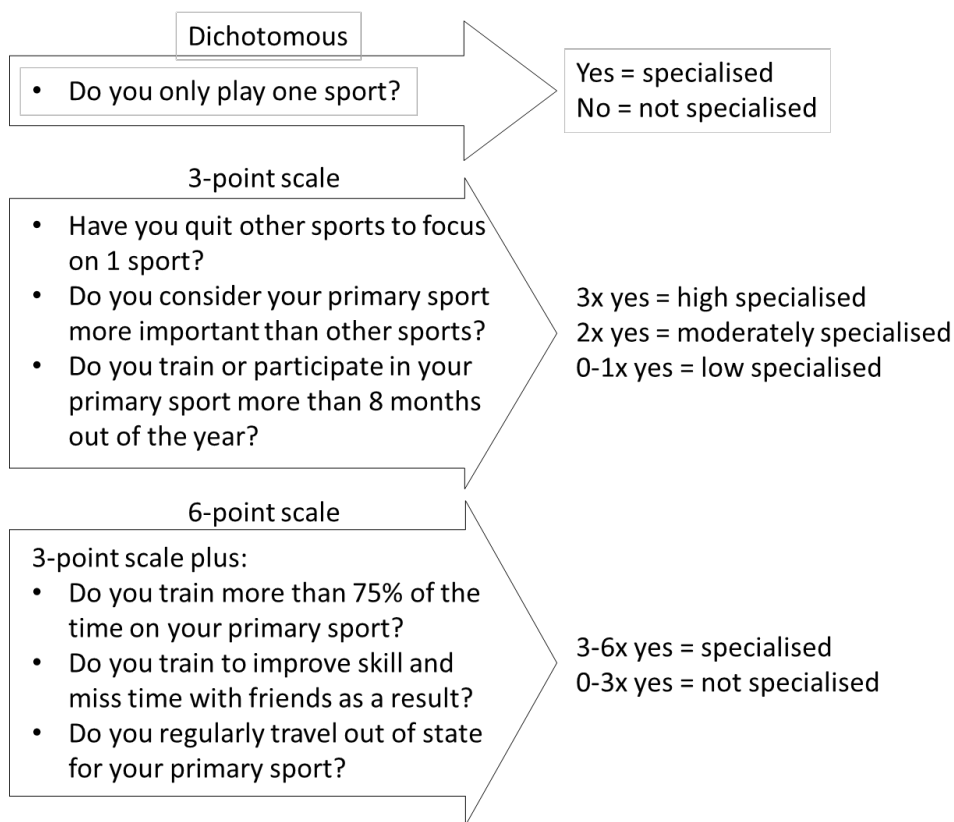 Dichotomous
• Do you only play one sport?
Yes = specialised
No = not specialised
3-point scale
• Have you quit other sports to focus
on 1 sport?
• Do you consider your primary sport
more important than other sports?
• Do you train or participate in your
primary sport more than 8 months
out of the year?
3x yes = high specialised
2x yes = moderately specialised
0-1x yes = low specialised
6-point scale
3-point scale plus:
• Do you train more than 75% of the
time on your primary sport?
• Do you train to improve skill and
miss time with friends as a result?
• Do you regularly travel out of state
for your primary sport?
3-6x yes = specialised
0-3x yes = not specialised